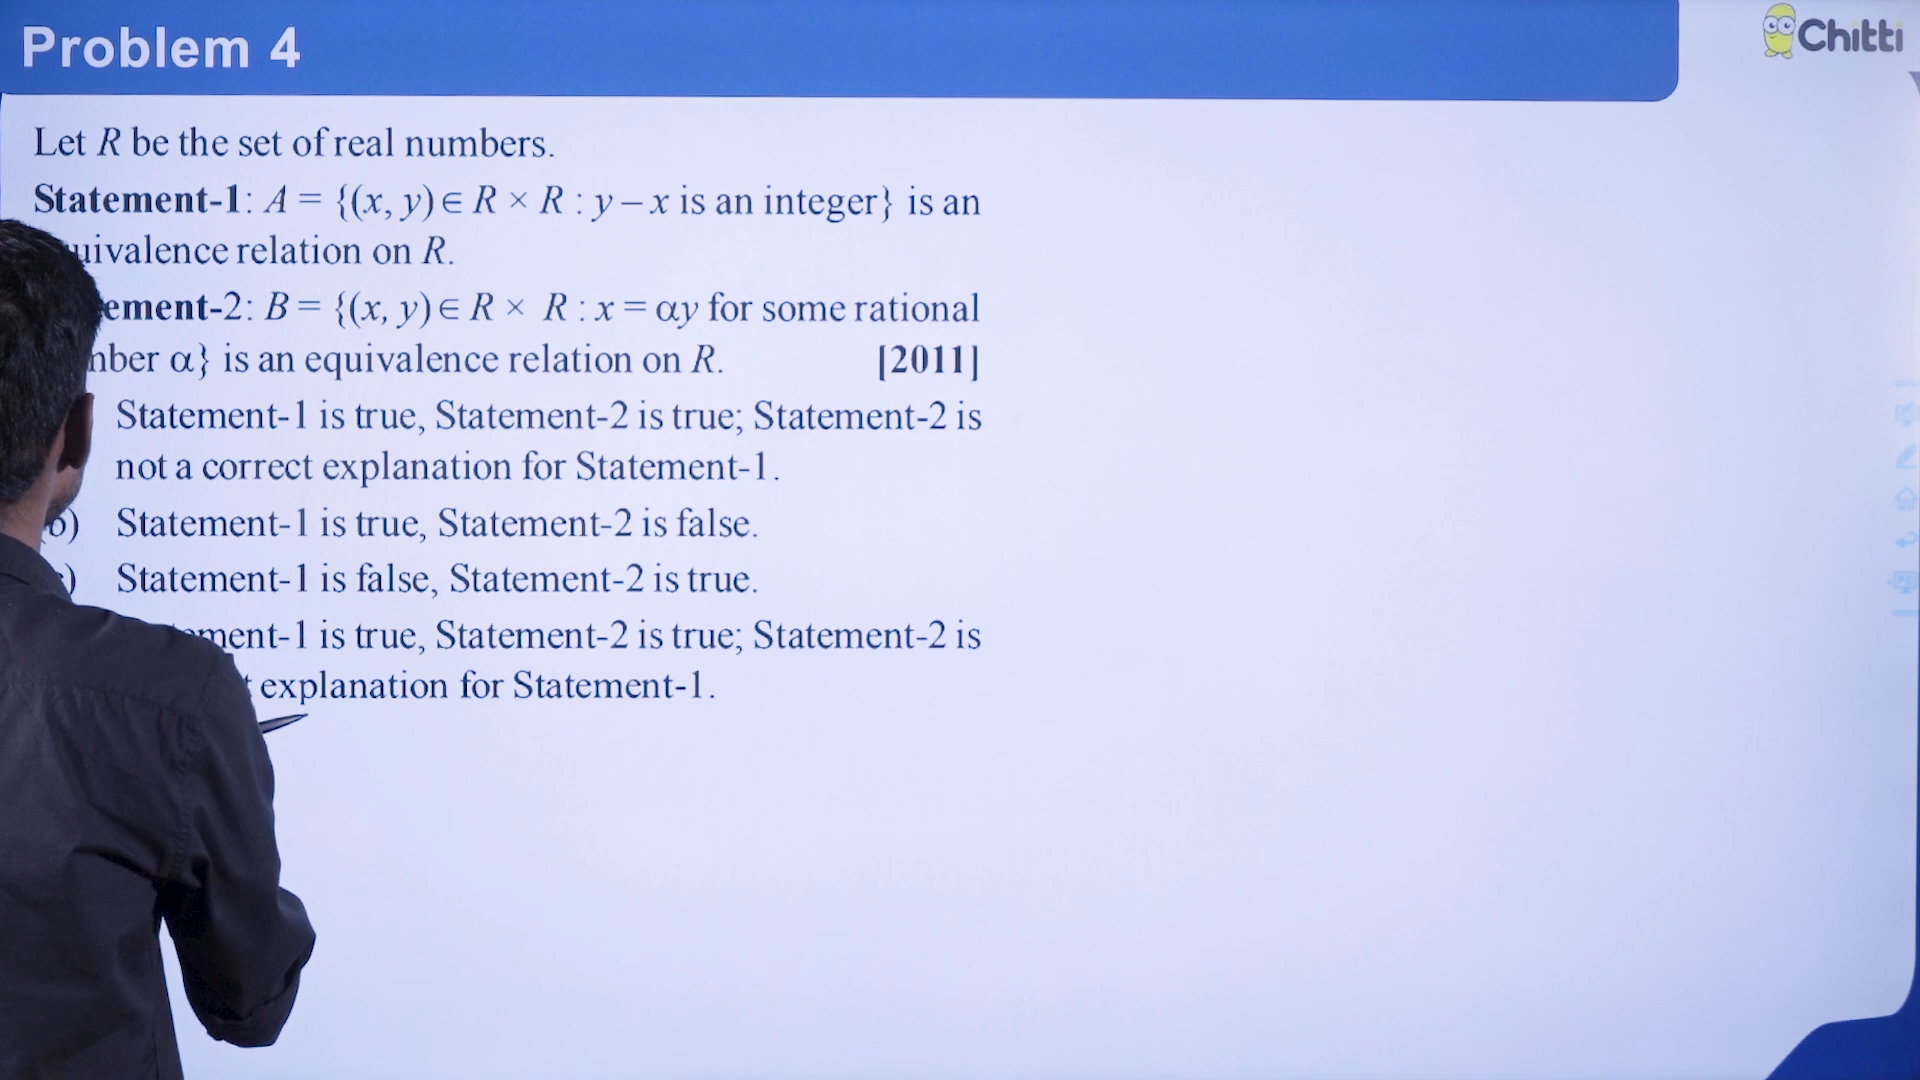 Problem 4
Chitti
Let R be the set of real numbers.
Statement-1: A = {(x, y) ∈ R × R : y – x is an integer} is an
uivalence relation on R.
ement-2: B = {(x, y) ∈ R × R : x = αy for some rational
ber α} is an equivalence relation on R. [2011]
Statement-1 is true, Statement-2 is true; Statement-2 is
not a correct explanation for Statement-1.
b) Statement-1 is true, Statement-2 is false.
) Statement-1 is false, Statement-2 is true.
ment-1 is true, Statement-2 is true; Statement-2 is
explanation for Statement-1.